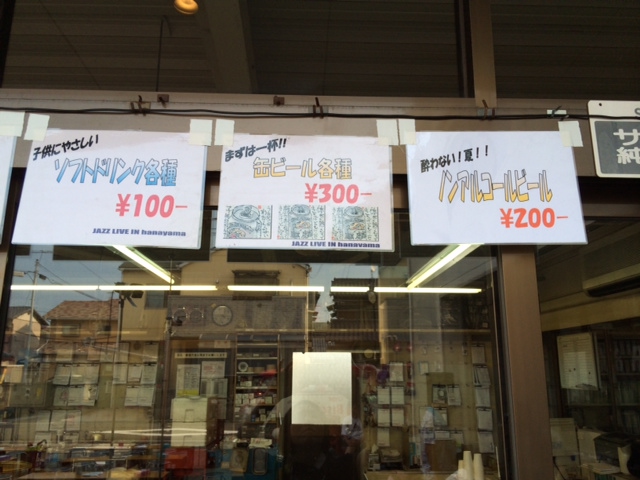 子供にやさしい
ソフトドリンク各種
¥100-
JAZZ LIVE IN hanayama
まずは一杯!!
缶ビール各種
¥300-
JAZZ LIVE IN hanayama
酔わない!夏!!
ノンアルコールビール
¥200-
サ
純